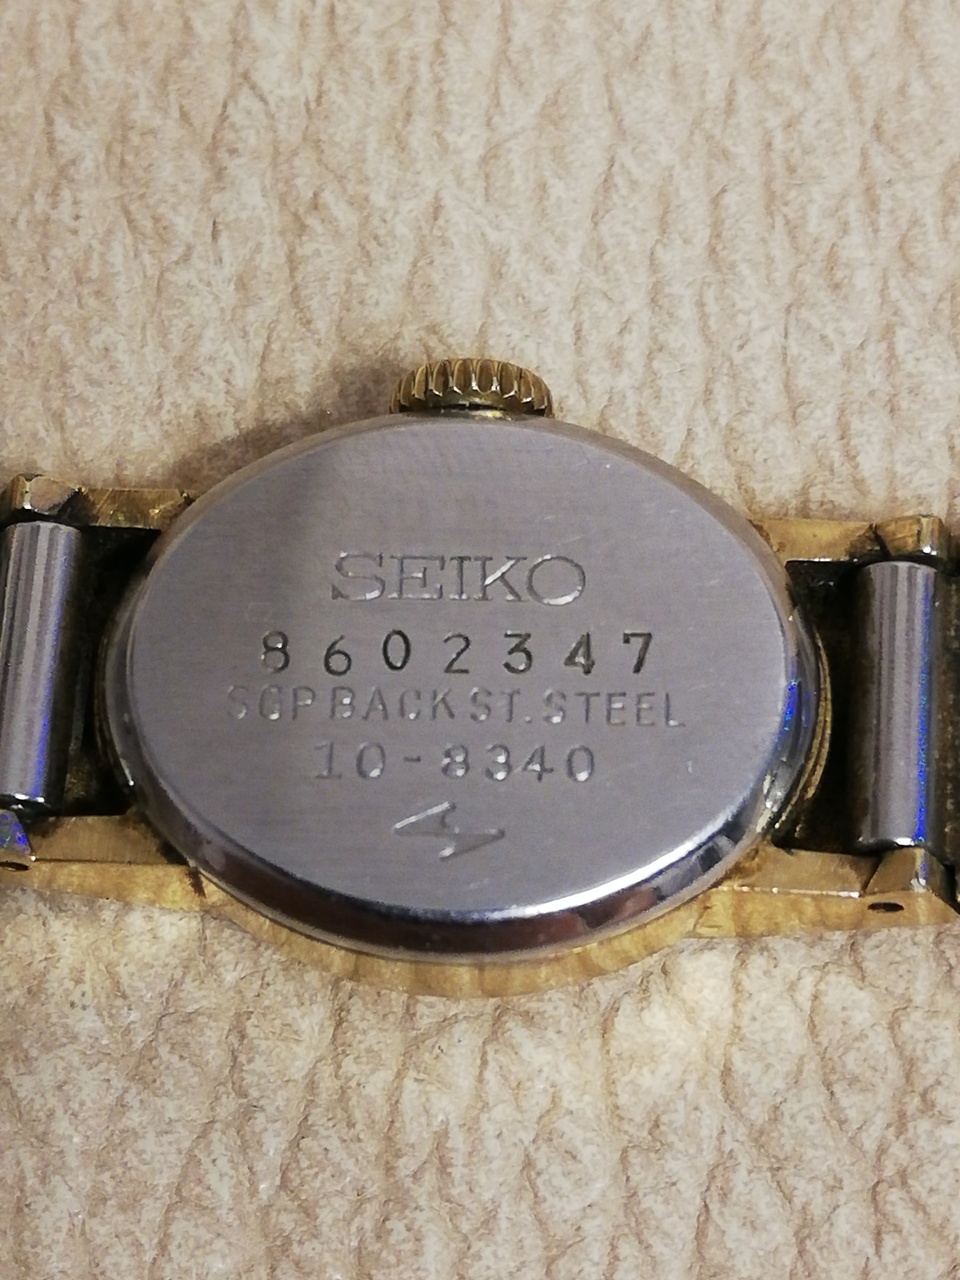 SEIKO
8602347
SGP BACK ST. STEEL
10-8340